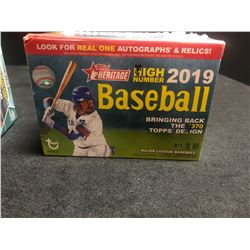 LOOK FOR REAL ONE AUTOGRAPHS & RELICS!
Topps
HERITAGE
HIGH
NUMBER
2019
Baseball
BRINGING BACK
THE 1970
TOPPS DESIGN
MAJOR LEAGUE BASEBALL